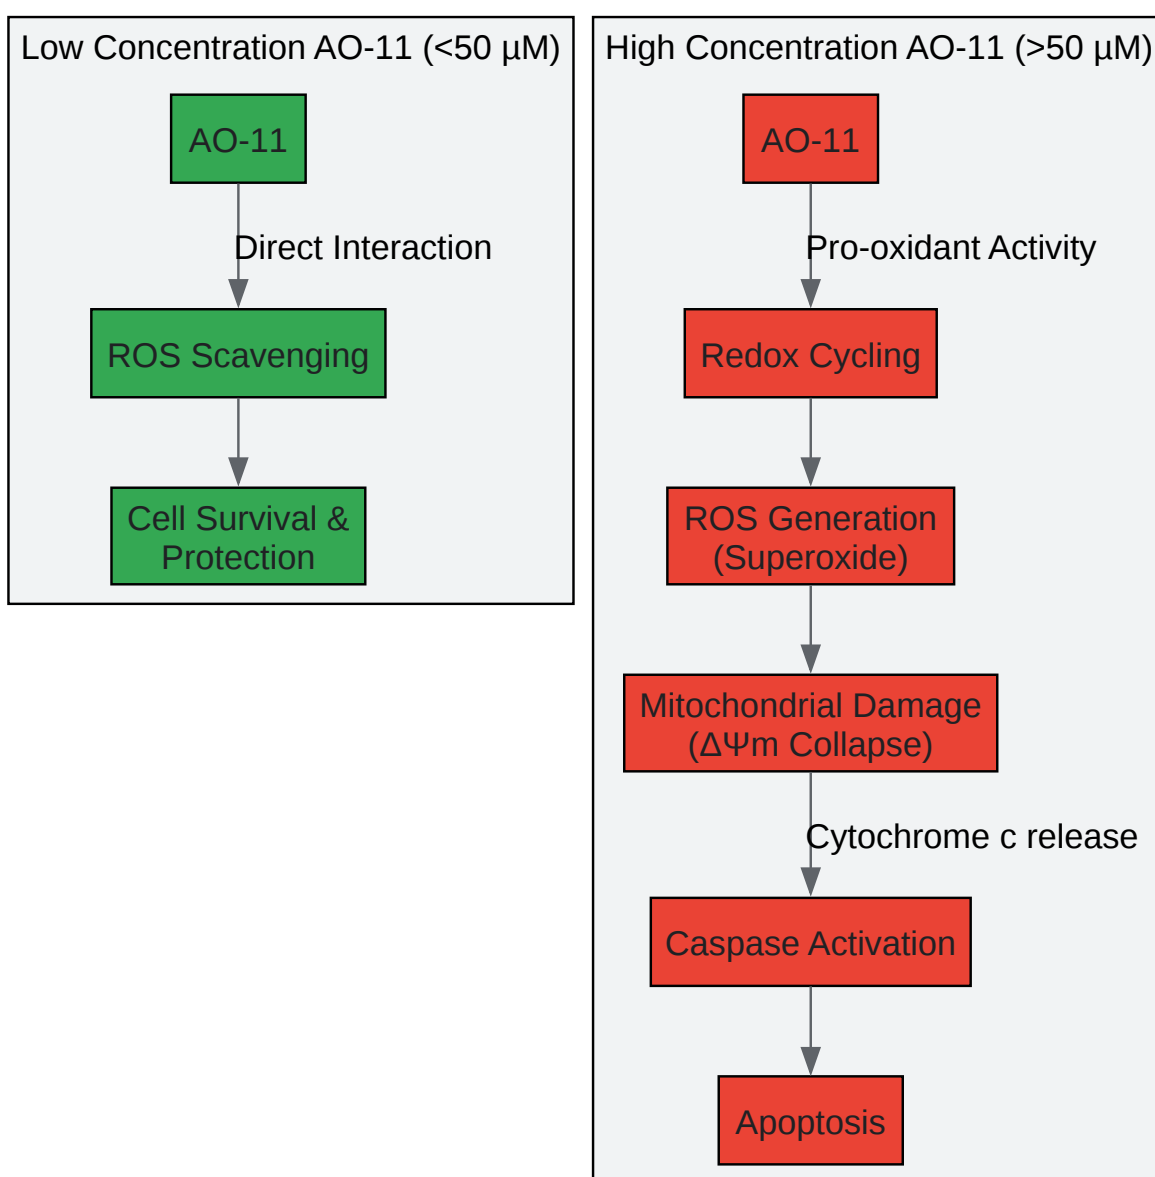 Low Concentration AO-11 (<50 µM)
AO-11
Direct Interaction
ROS Scavenging
Cell Survival &
Protection
High Concentration AO-11 (>50 µM)
AO-11
Pro-oxidant Activity
Redox Cycling
ROS Generation
(Superoxide)
Mitochondrial Damage
(ΔΨm Collapse)
Cytochrome c release
Caspase Activation
Apoptosis